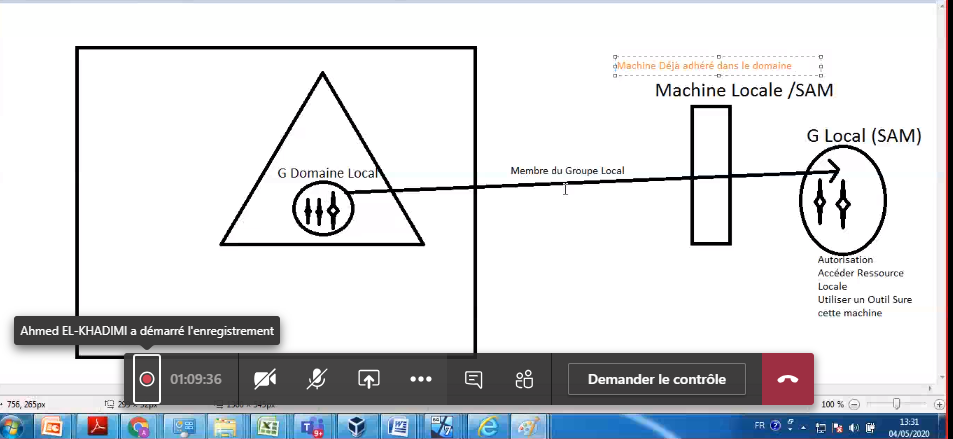 Machine Déjà adhéré dans le domaine
Machine Locale /SAM
G Local (SAM)
G Domaine Local
Membre du Groupe Local
Autorisation
Accéder Ressource
Locale
Utiliser un Outil Sure
cette machine
Ahmed EL-KHADIMI a démarré l'enregistrement
01:09:36
Demander le contrôle
756, 265px
100 %
FR
13:31
04/05/2020